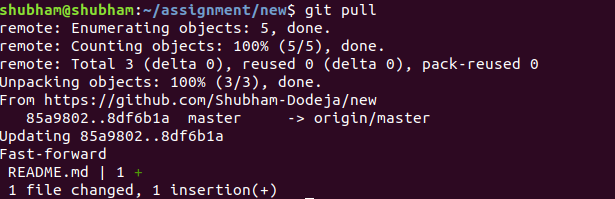 shubham@shubham:~/assignment/new$ git pull
remote: Enumerating objects: 5, done.
remote: Counting objects: 100% (5/5), done.
remote: Total 3 (delta 0), reused 0 (delta 0), pack-reused 0
Unpacking objects: 100% (3/3), done.
From https://github.com/Shubham-Dodeja/new
   85a9802..8df6b1a  master     -> origin/master
Updating 85a9802..8df6b1a
Fast-forward
 README.md | 1 +
 1 file changed, 1 insertion(+)